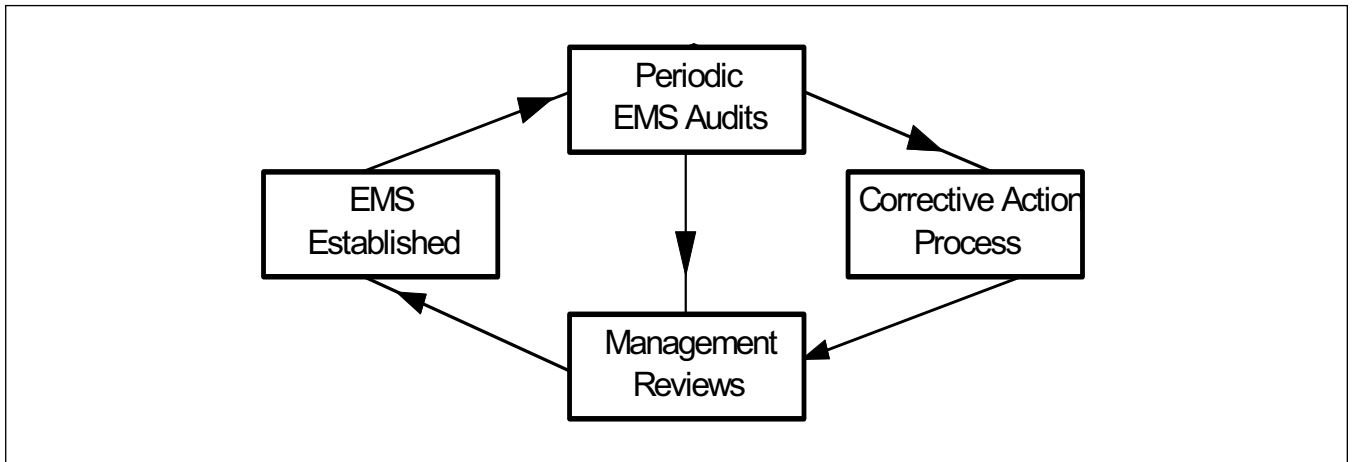 Periodic
EMS Audits
EMS
Established
Corrective Action
Process
Management
Reviews